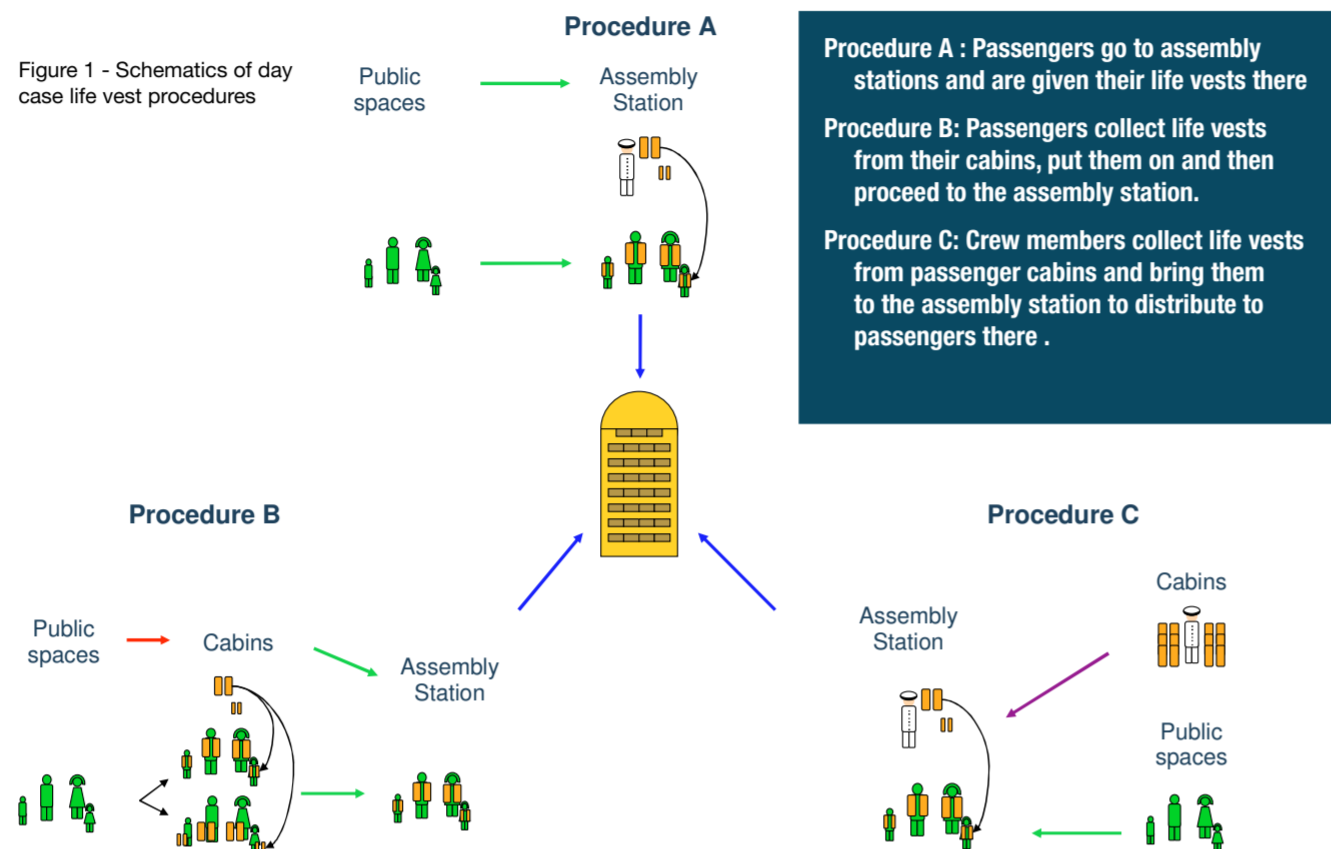 Figure 1 - Schematics of day
case life vest procedures
Procedure A
Public
spaces
Assembly
Station
Procedure A : Passengers go to assembly
stations and are given their life vests there
Procedure B: Passengers collect life vests
from their cabins, put them on and then
proceed to the assembly station.
Procedure C: Crew members collect life vests
from passenger cabins and bring them
to the assembly station to distribute to
passengers there .
Procedure B
Public
spaces
Cabins
Assembly
Station
Procedure C
Assembly
Station
Cabins
Public
spaces